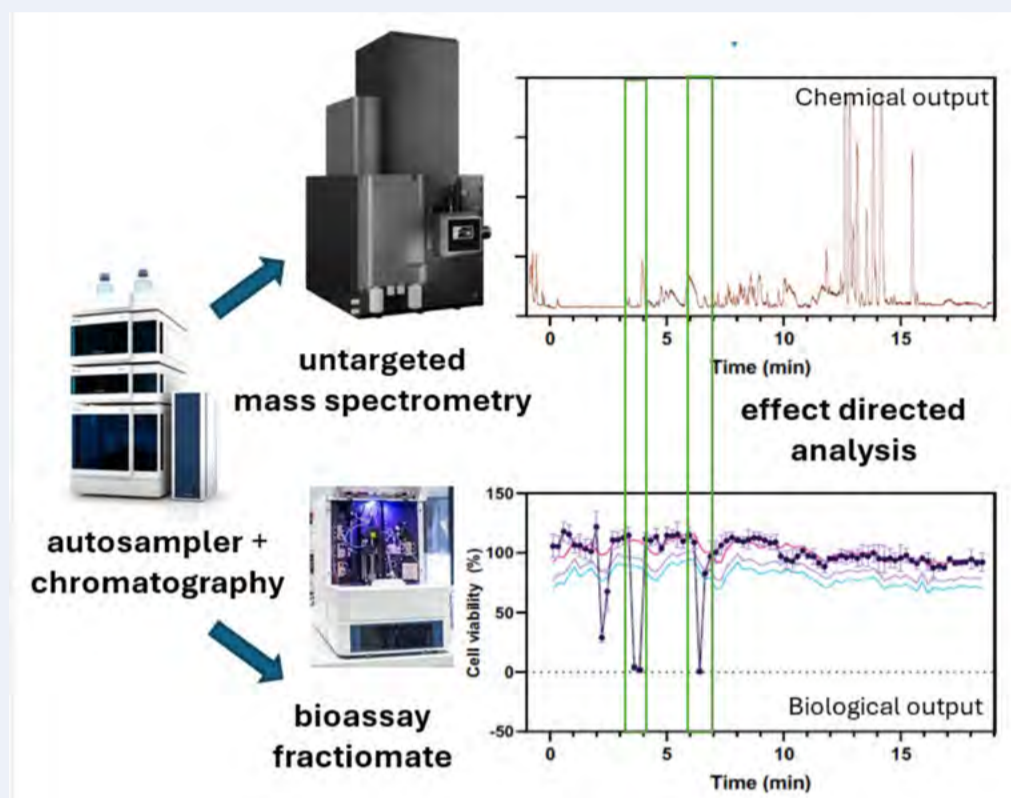 Chemical output
0
5
10
15
Time (min)
untargeted
mass spectrometry
effect directed
analysis
autosampler +
chromatography
150
100
50
0
-50
Cell viability (%)
Biological output
0
5
10
15
Time (min)
bioassay
fractiomate